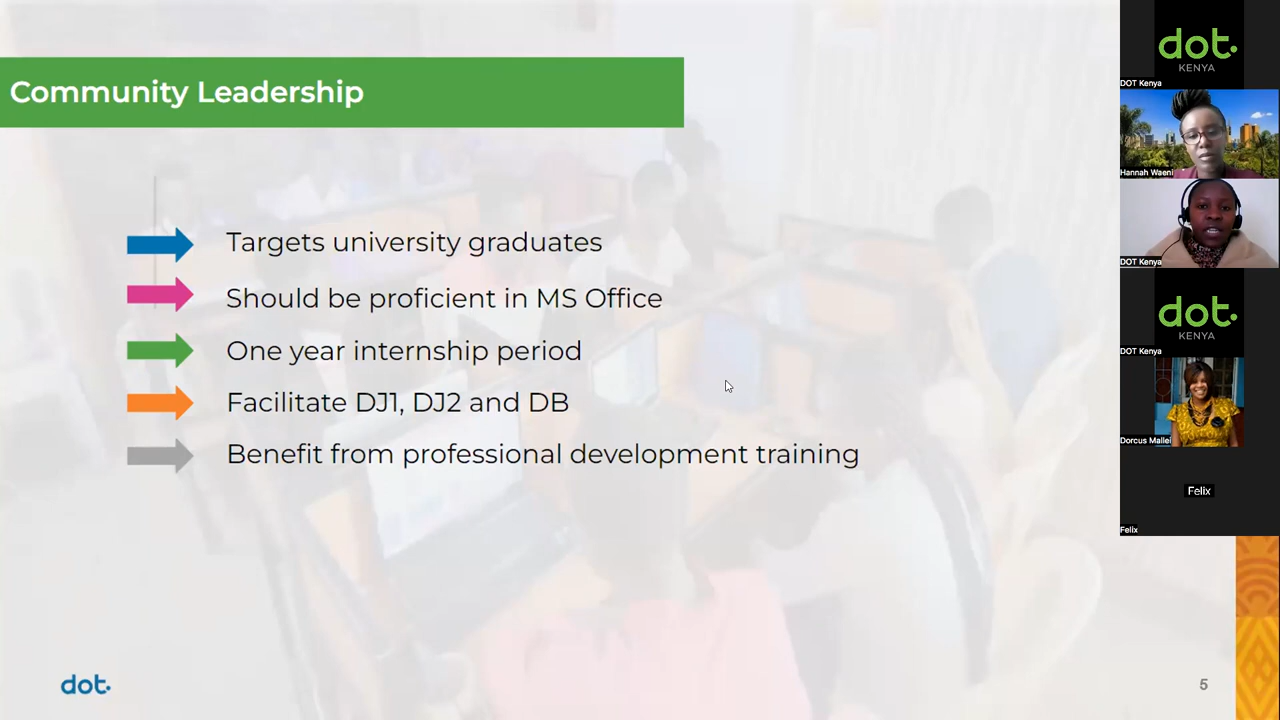 Community Leadership
Targets university graduates
Should be proficient in MS Office
One year internship period
Facilitate DJ1, DJ2 and DB
Benefit from professional development training
dot.
5
dot.
KENYA
DOT Kenya
Hannah Waeni
DOT Kenya
dot.
KENYA
DOT Kenya
Dorcus Mallei
Felix
Felix